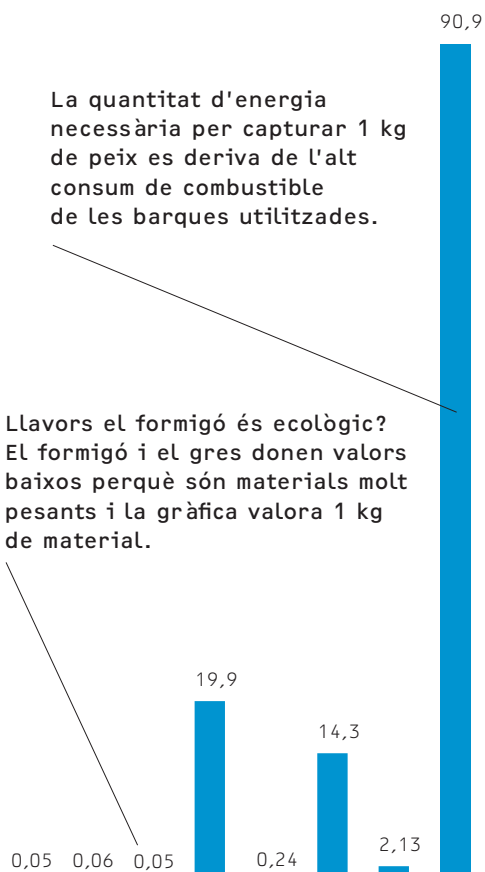 90,9
La quantitat d'energia
necessària per capturar 1 kg
de peix es deriva de l'alt
consum de combustible
de les barques utilitzades.
Llavors el formigó és ecològic?
El formigó i el gres donen valors
baixos perquè són materials molt
pesants i la gràfica valora 1 kg
de material.
19,9
14,3
2,13
0,05 0,06 0,05 0,24